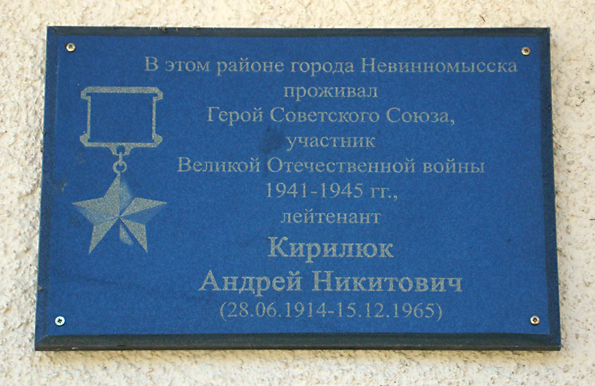 В этом районе города Невинномысска
проживал
Герой Советского Союза,
участник
Великой Отечественной войны
1941-1945 гг.,
лейтенант
Кирилюк
Андрей Никитович
(28.06.1914-15.12.1965)